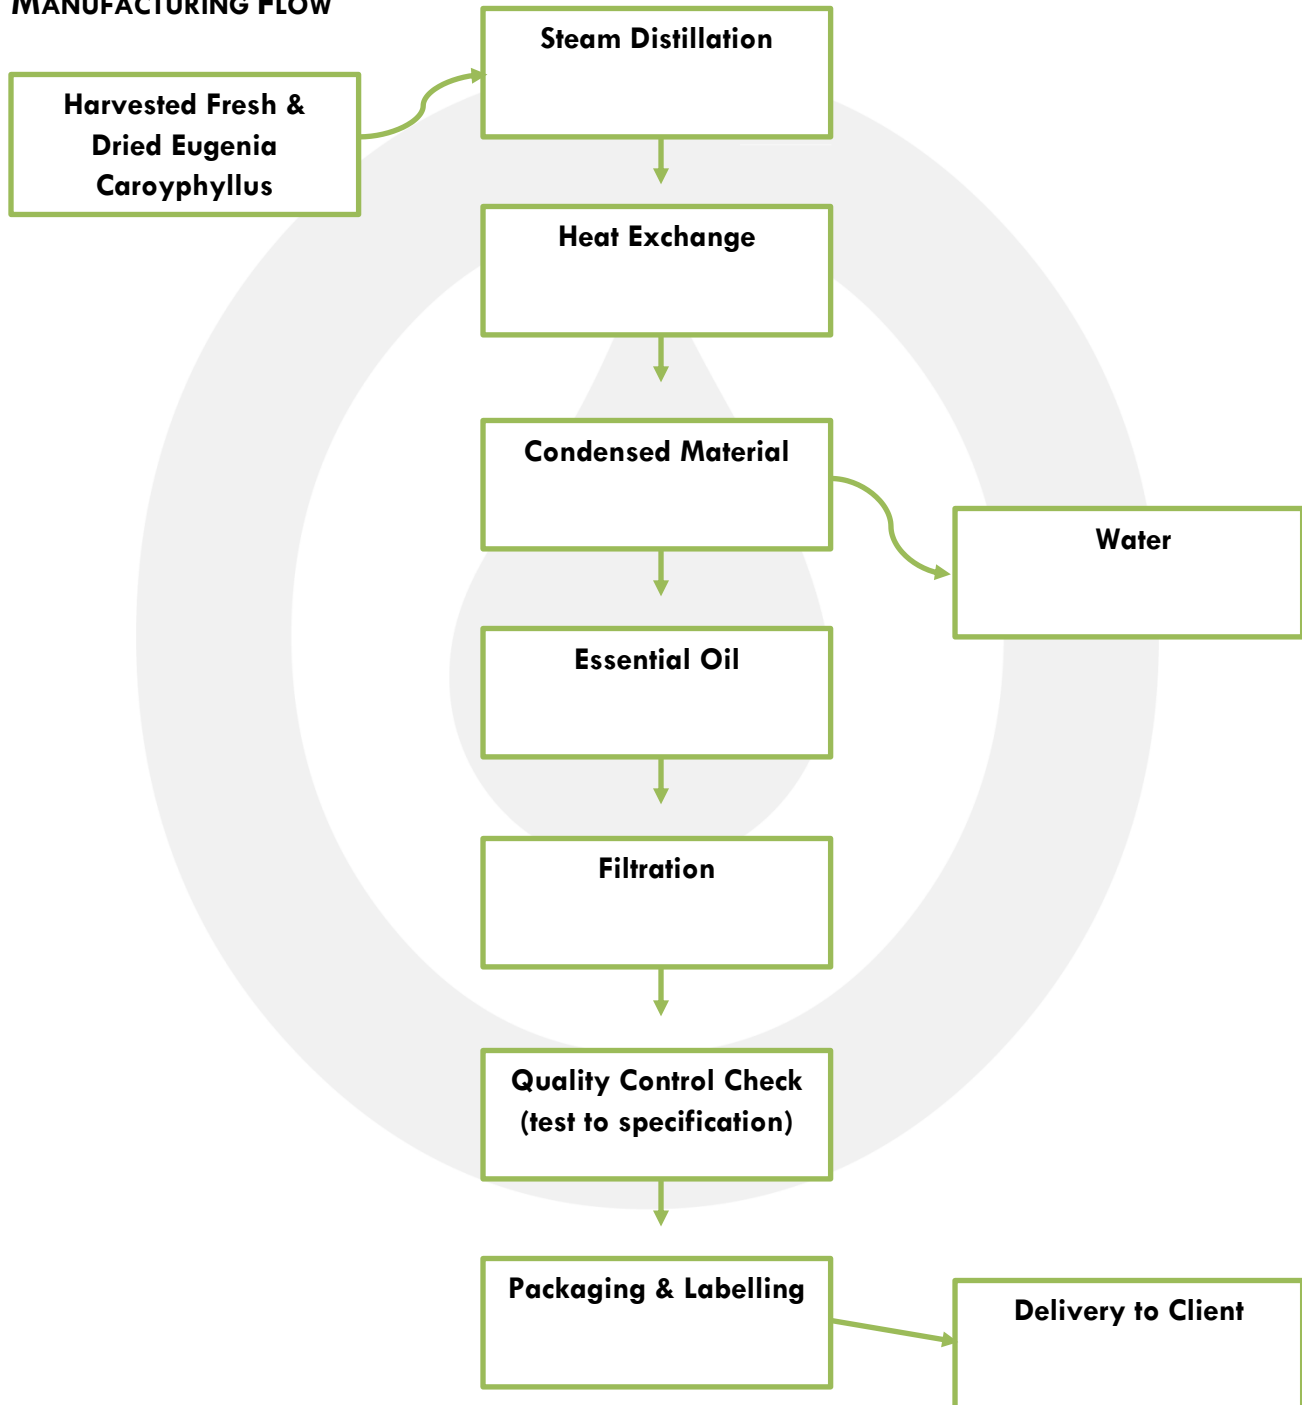 MANUFACTURING FLOW
Steam Distillation
Harvested Fresh &
Dried Eugenia
Caroyphyllus
Heat Exchange
Condensed Material
Water
Essential Oil
Filtration
Quality Control Check
(test to specification)
Packaging & Labelling
Delivery to Client